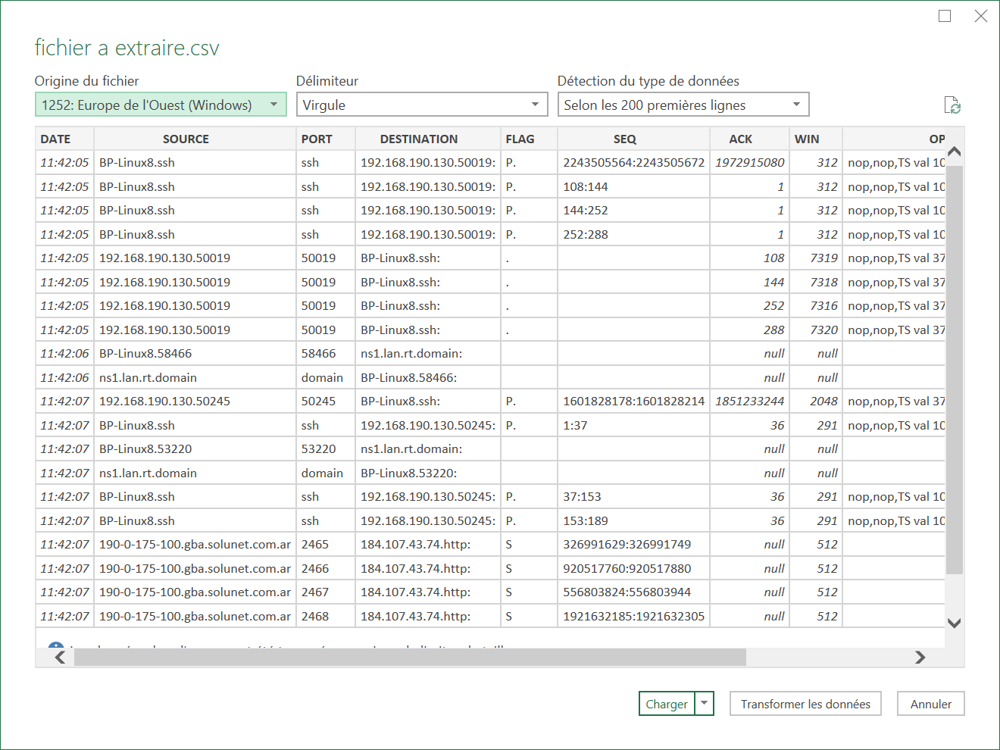 fichier a extraire.csv
Origine du fichier Délimiteur Détection du type de données
1252: Europe de l'Ouest (Windows) Virgule Selon les 200 premières lignes
DATE SOURCE PORT DESTINATION FLAG SEQ ACK WIN OP
11:42:05 BP-Linux8.ssh ssh 192.168.190.130.50019: P. 2243505564:2243505672 1972915080 312 nop,nop,TS val 10
11:42:05 BP-Linux8.ssh ssh 192.168.190.130.50019: P. 108:144 1 312 nop,nop,TS val 10
11:42:05 BP-Linux8.ssh ssh 192.168.190.130.50019: P. 144:252 1 312 nop,nop,TS val 10
11:42:05 BP-Linux8.ssh ssh 192.168.190.130.50019: P. 252:288 1 312 nop,nop,TS val 10
11:42:05 192.168.190.130.50019 50019 BP-Linux8.ssh: . 108 7319 nop,nop,TS val 37
11:42:05 192.168.190.130.50019 50019 BP-Linux8.ssh: . 144 7318 nop,nop,TS val 37
11:42:05 192.168.190.130.50019 50019 BP-Linux8.ssh: . 252 7316 nop,nop,TS val 37
11:42:05 192.168.190.130.50019 50019 BP-Linux8.ssh: . 288 7320 nop,nop,TS val 37
11:42:06 BP-Linux8.58466 58466 ns1.lan.rt.domain: null null
11:42:06 ns1.lan.rt.domain domain BP-Linux8.58466: null null
11:42:07 192.168.190.130.50245 50245 BP-Linux8.ssh: P. 1601828178:1601828214 1851233244 2048 nop,nop,TS val 37
11:42:07 BP-Linux8.ssh ssh 192.168.190.130.50245: P. 1:37 36 291 nop,nop,TS val 10
11:42:07 BP-Linux8.53220 53220 ns1.lan.rt.domain: null null
11:42:07 ns1.lan.rt.domain domain BP-Linux8.53220: null null
11:42:07 BP-Linux8.ssh ssh 192.168.190.130.50245: P. 37:153 36 291 nop,nop,TS val 10
11:42:07 BP-Linux8.ssh ssh 192.168.190.130.50245: P. 153:189 36 291 nop,nop,TS val 10
11:42:07 190-0-175-100.gba.solunet.com.ar 2465 184.107.43.74.http: S 326991629:326991749 null 512
11:42:07 190-0-175-100.gba.solunet.com.ar 2466 184.107.43.74.http: S 920517760:920517880 null 512
11:42:07 190-0-175-100.gba.solunet.com.ar 2467 184.107.43.74.http: S 556803824:556803944 null 512
11:42:07 190-0-175-100.gba.solunet.com.ar 2468 184.107.43.74.http: S 1921632185:1921632305 null 512
Charger Transformer les données Annuler